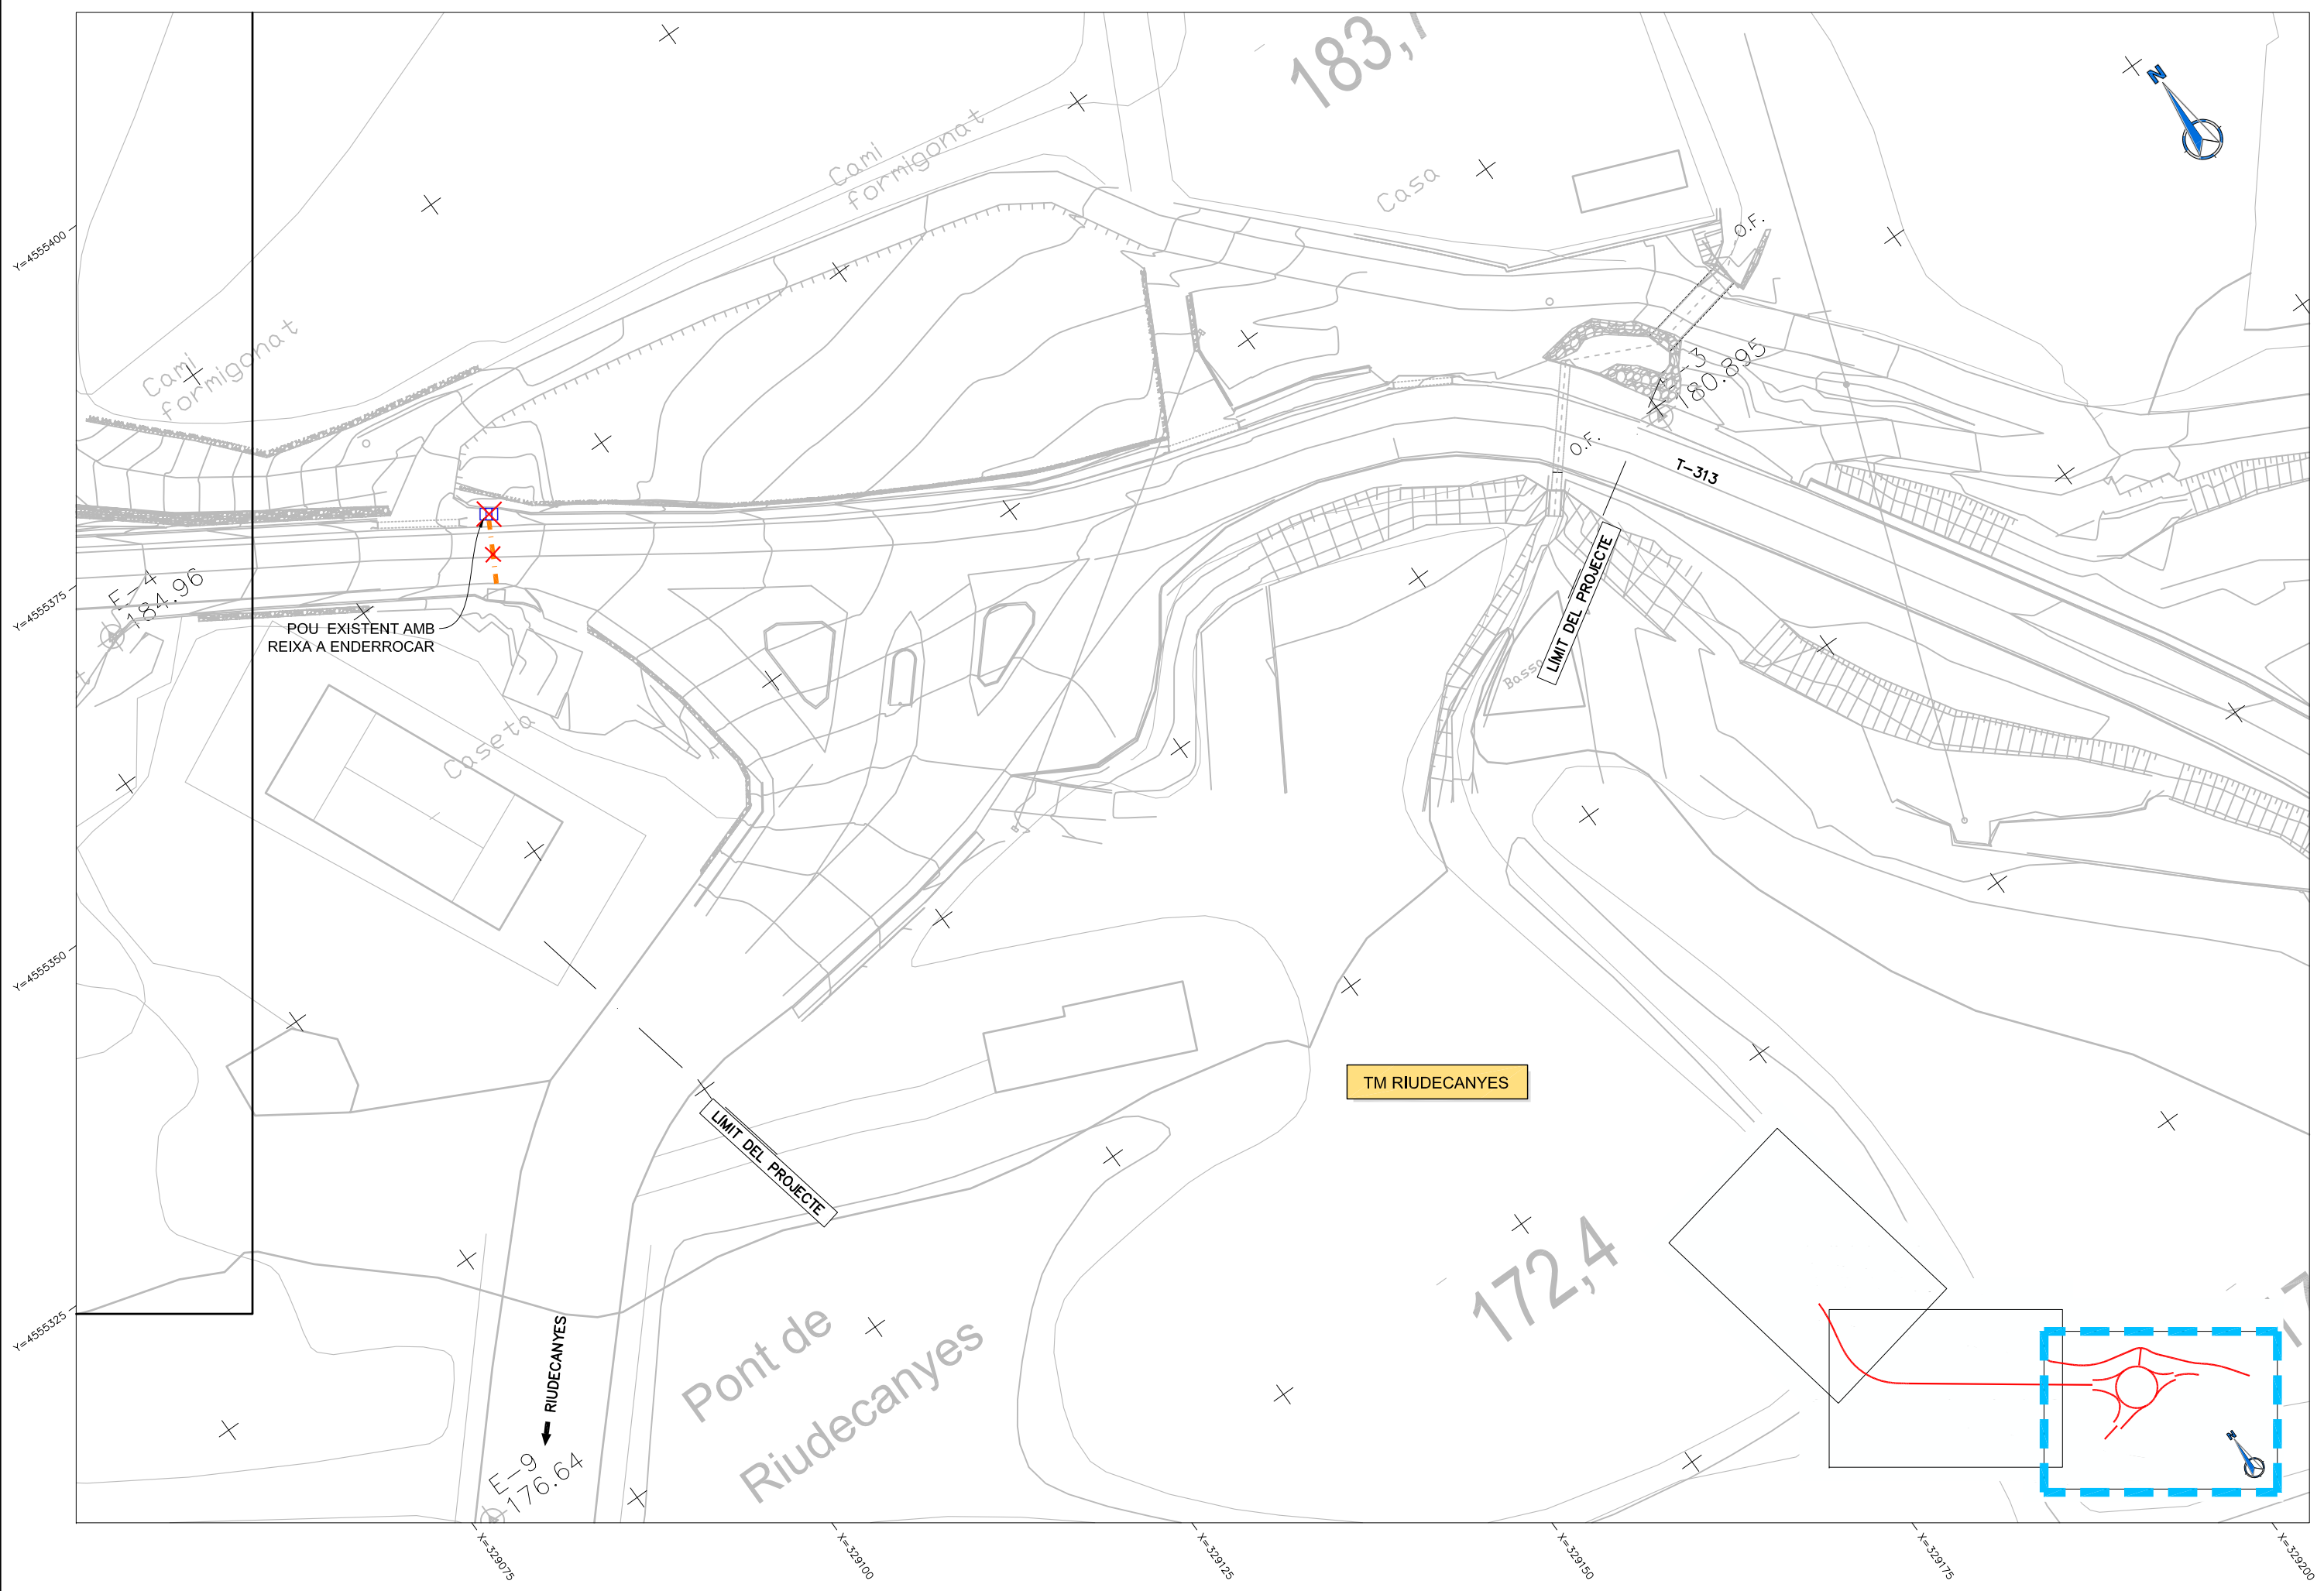 183,7
N
Camí
formigonat
Casa
O.F.
Y=4555400
Camí
formigonat
-3
180.895
O.F.
T-313
E-4
184.96
Y=4555375
POU EXISTENT AMB
REIXA A ENDERROCAR
LÍMIT DEL PROJECTE
Bassa
Caseta
Y=4555350
TM RIUDECANYES
LÍMIT DEL PROJECTE
172,4
17
Y=4555325
RIUDECANYES
Pont de
Riudecanyes
N
E-9
176.64
X=329075
X=329100
X=329125
X=329150
X=329175
X=329200